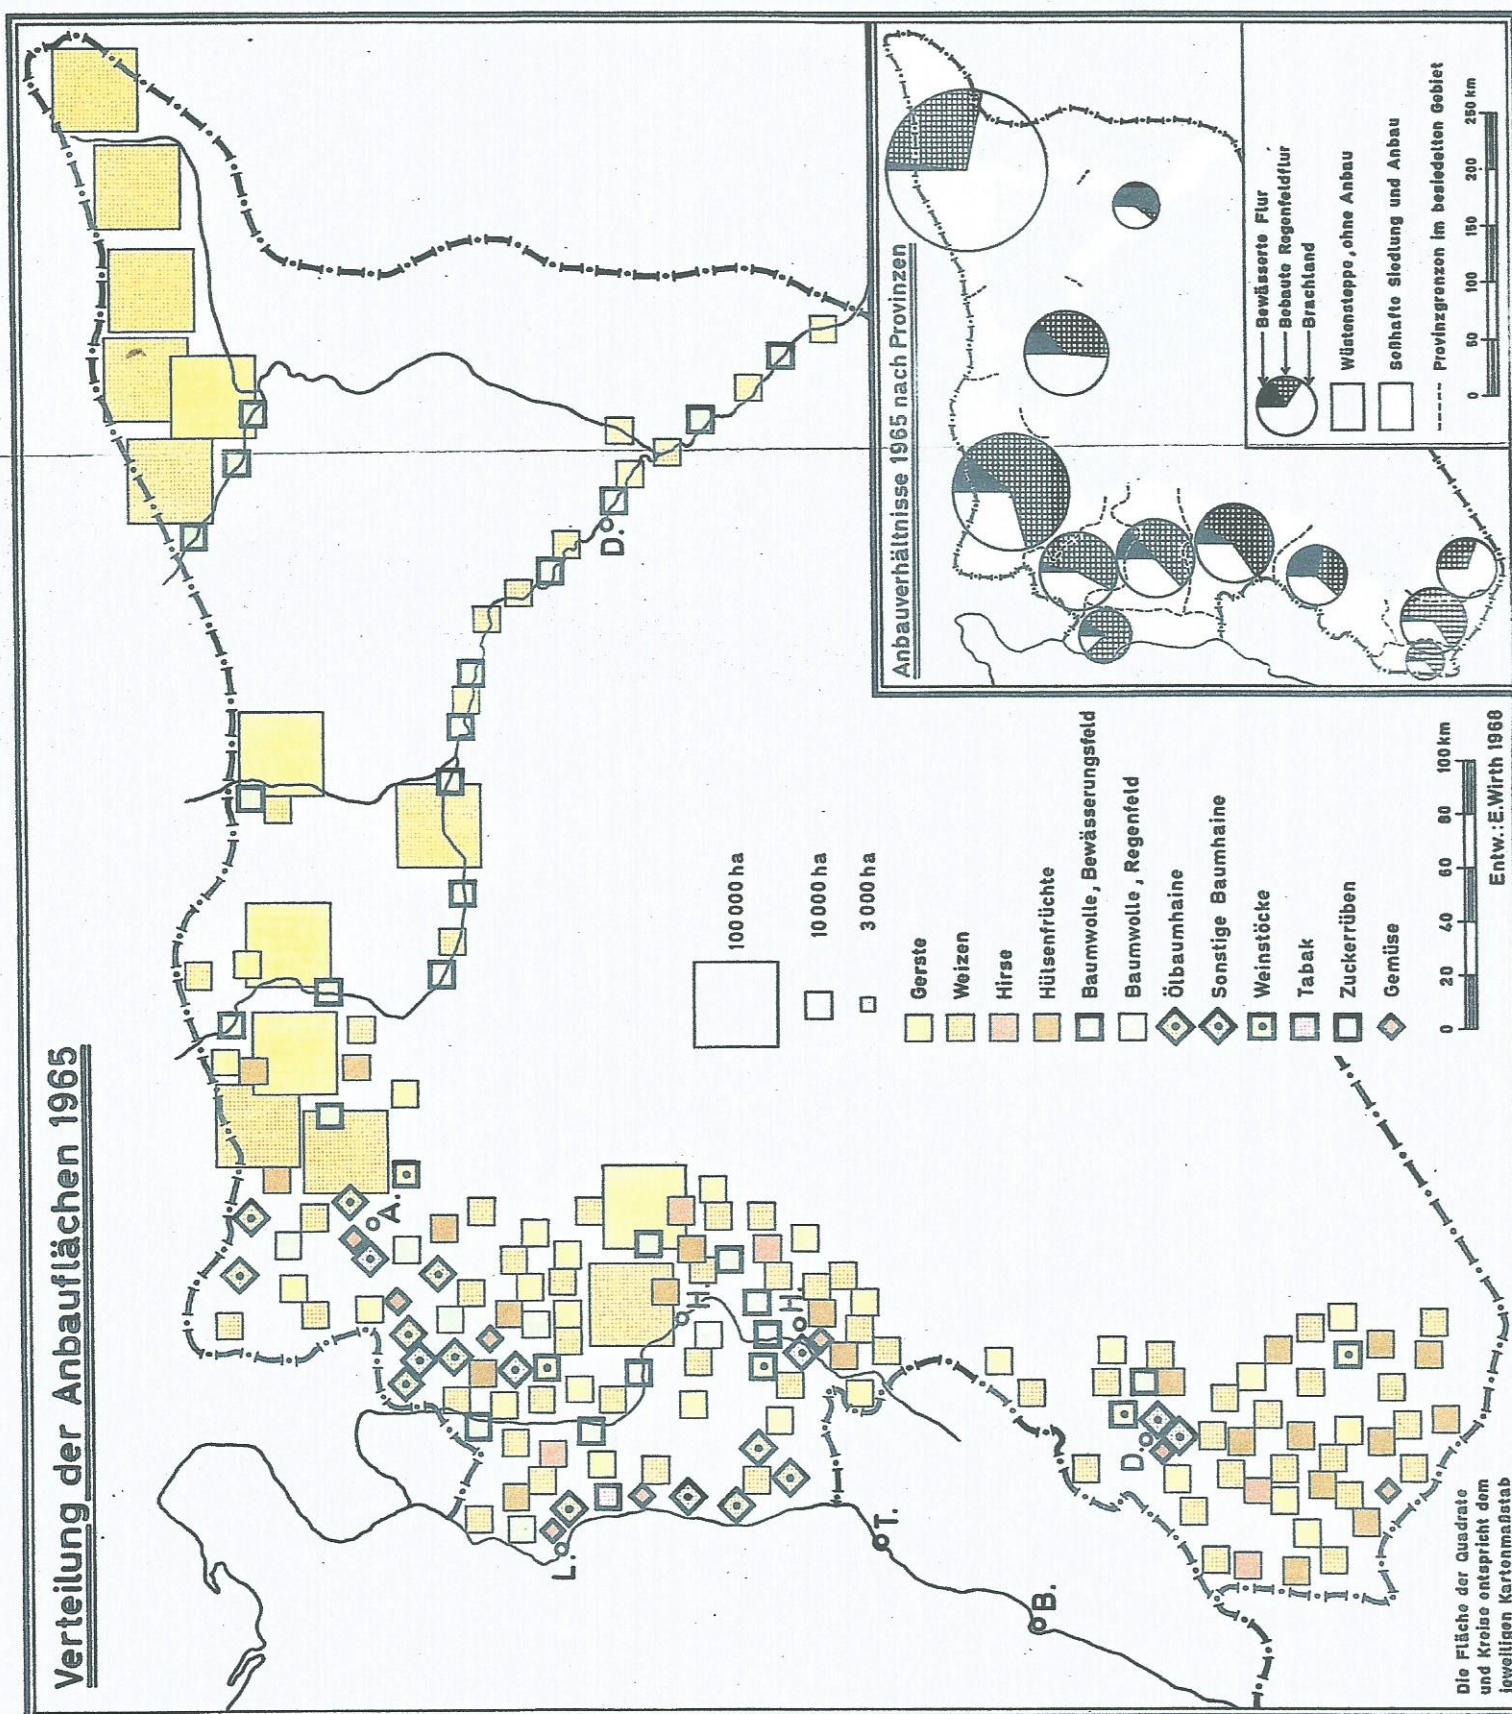 Verteilung der Anbauflächen 1965
L.
A.
H.
H.
T.
B.
D.
D.
100 000 ha
10 000 ha
3 000 ha
Gerste
Weizen
Hirse
Hülsenfrüchte
Baumwolle, Bewässerungsfeld
Baumwolle, Regenfeld
Ölbaumhaine
Sonstige Baumhaine
Weinstöcke
Tabak
Zuckerrüben
Gemüse
0 20 40 60 80 100 km
Entw.: E. Wirth 1968
Die Fläche der Quadrate
und Kreise entspricht dem
jeweiligen Kartenmaßstab
Anbauverhältnisse 1965 nach Provinzen
Bewässerte Flur
Bebaute Regenfeldflur
Brachland
Wüstensteppe, ohne Anbau
Seßhafte Siedlung und Anbau
Provinzgrenzen im besiedelten Gebiet
0 50 100 150 200 250 km